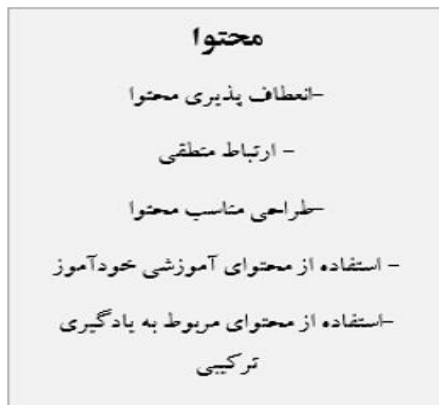 محتوا
-انعطاف پذیری محتوا
- ارتباط منطقی
-طراحی مناسب محتوا
- استفاده از محتوای آموزشی خودآموز
-استفاده از محتوای مربوط به یادگیری
ترکیبی